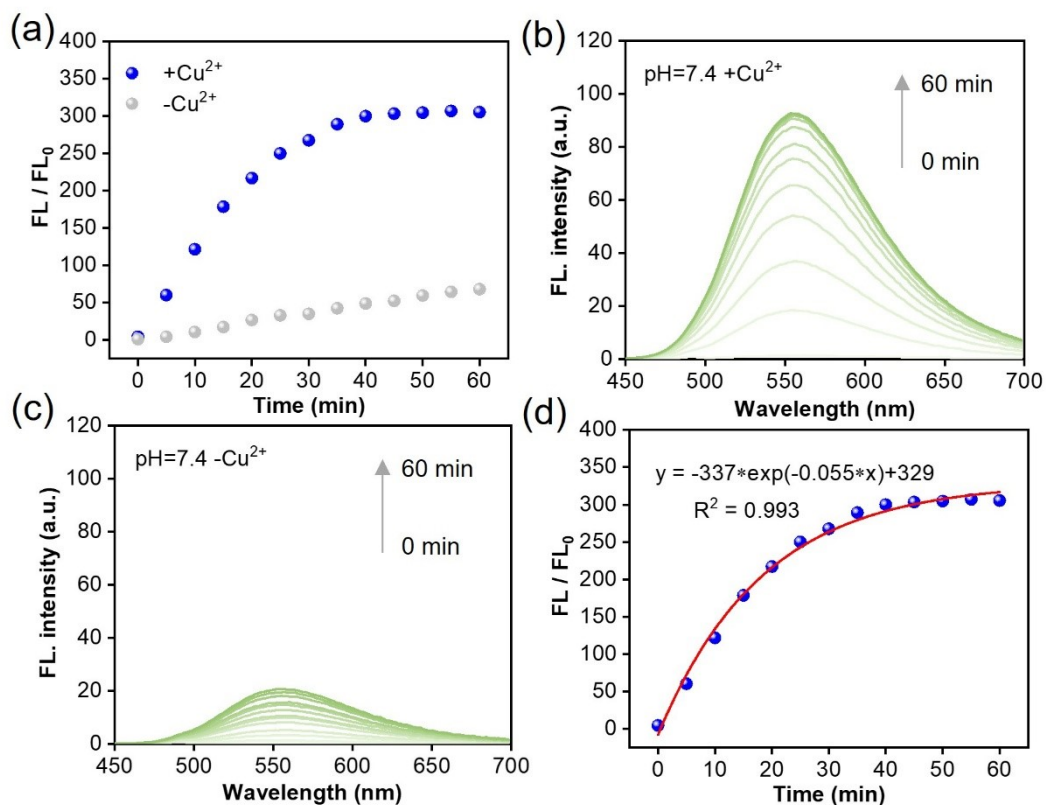 (a)
400
350
300
250
200
150
100
50
0
FL / FL₀
+Cu²⁺
-Cu²⁺
0 10 20 30 40 50 60
Time (min)
(b)
120
100
80
60
40
20
0
FL. intensity (a.u.)
pH=7.4 +Cu²⁺
60 min
0 min
450 500 550 600 650 700
Wavelength (nm)
(c)
120
100
80
60
40
20
0
FL. intensity (a.u.)
pH=7.4 -Cu²⁺
60 min
0 min
450 500 550 600 650 700
Wavelength (nm)
(d)
400
350
300
250
200
150
100
50
0
FL / FL₀
y = -337*exp(-0.055*x)+329
R² = 0.993
0 10 20 30 40 50 60
Time (min)